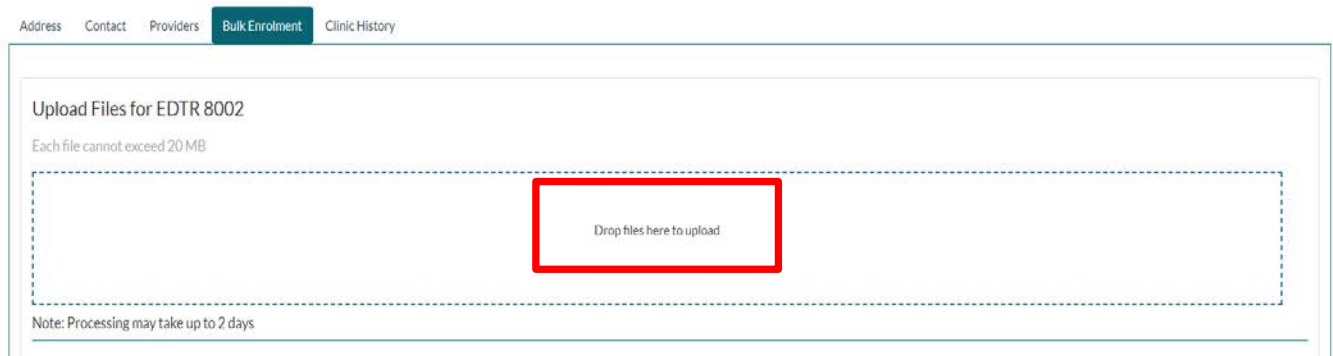 Address Contact Providers Bulk Enrolment Clinic History
Upload Files for EDTR 8002
Each file cannot exceed 20 MB
Drop files here to upload
Note: Processing may take up to 2 days